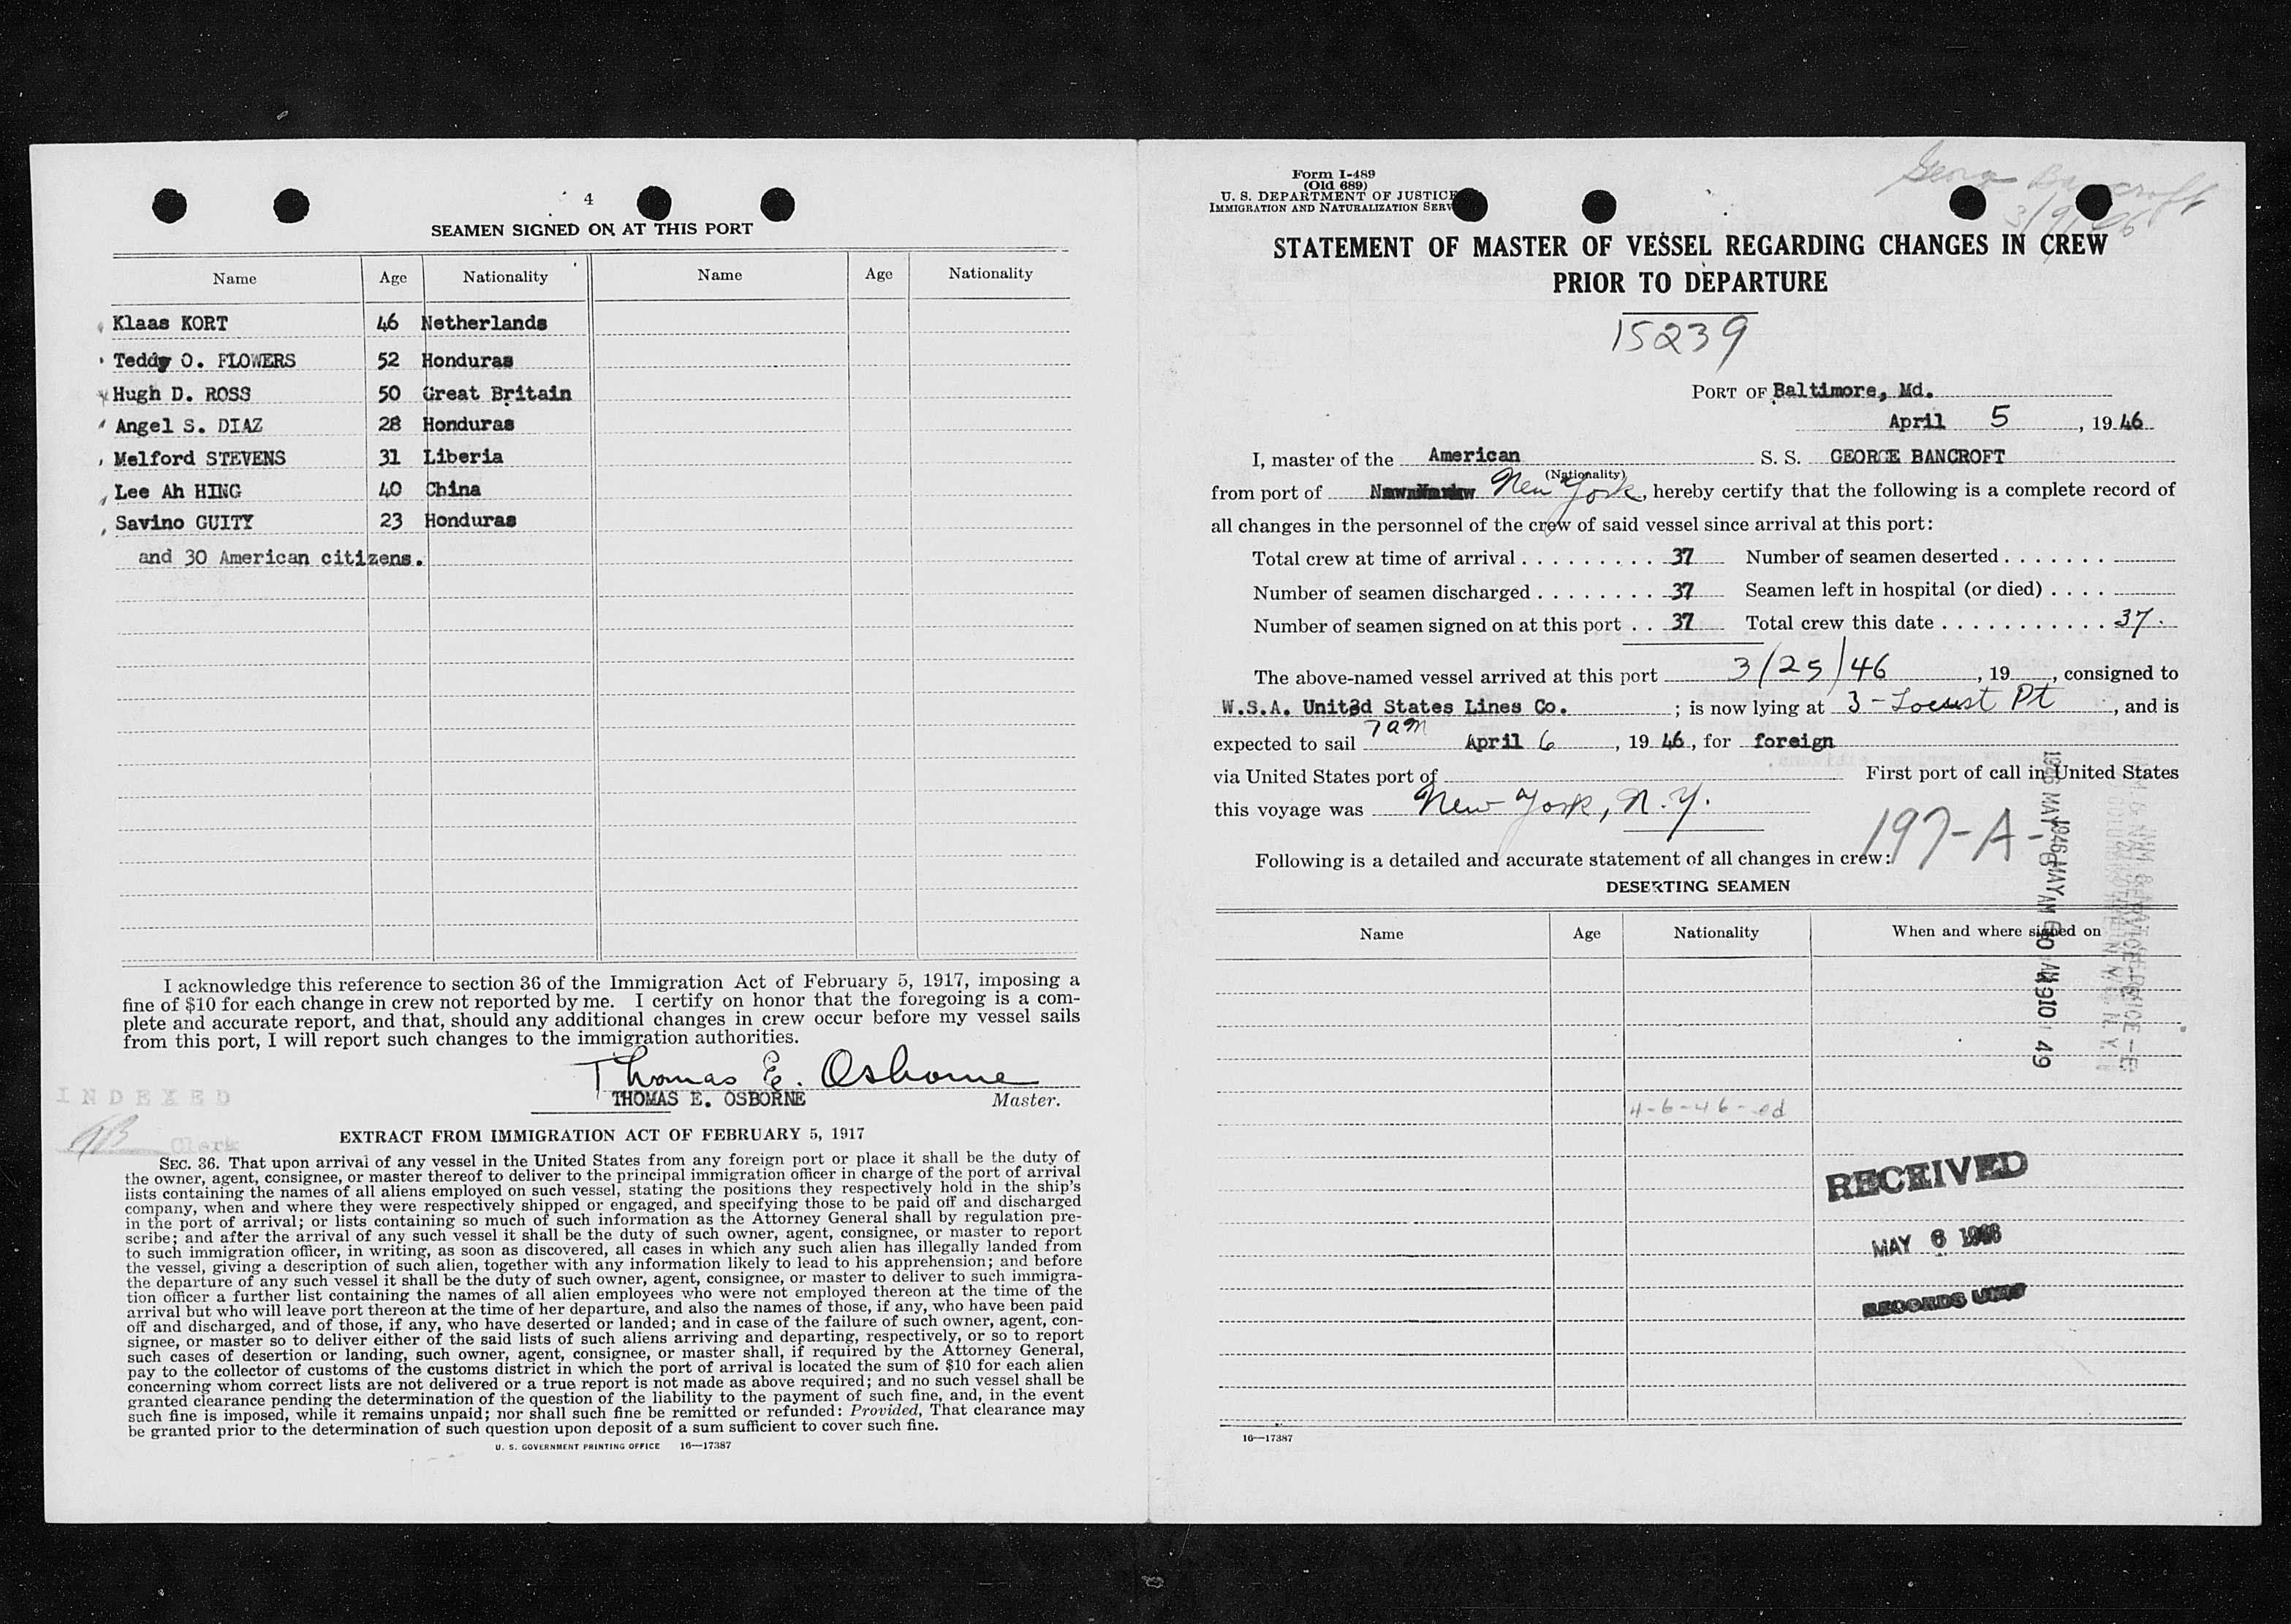 4
SEAMEN SIGNED ON AT THIS PORT
Name Age Nationality Name Age Nationality
Klaas KORT 46 Netherlands
Teddy O. FLOWERS 52 Honduras
Hugh D. ROSS 50 Great Britain
Angel S. DIAZ 28 Honduras
Melford STEVENS 31 Liberia
Lee Ah HING 40 China
Savino GUITY 23 Honduras
and 30 American citizens.
I acknowledge this reference to section 36 of the Immigration Act of February 5, 1917, imposing a
fine of $10 for each change in crew not reported by me. I certify on honor that the foregoing is a com-
plete and accurate report, and that, should any additional changes in crew occur before my vessel sails
from this port, I will report such changes to the immigration authorities.
Thomas E. Osborne
THOMAS E. OSBORNE Master.
INDEXED
Clerk
EXTRACT FROM IMMIGRATION ACT OF FEBRUARY 5, 1917
SEC. 36. That upon arrival of any vessel in the United States from any foreign port or place it shall be the duty of
the owner, agent, consignee, or master thereof to deliver to the principal immigration officer in charge of the port of arrival
lists containing the names of all aliens employed on such vessel, stating the positions they respectively hold in the ship's
company, when and where they were respectively shipped or engaged, and specifying those to be paid off and discharged
in the port of arrival; or lists containing so much of such information as the Attorney General shall by regulation pre-
scribe; and after the arrival of any such vessel it shall be the duty of such owner, agent, consignee, or master to report
to such immigration officer, in writing, as soon as discovered, all cases in which any such alien has illegally landed from
the vessel, giving a description of such alien, together with any information likely to lead to his apprehension; and before
the departure of any such vessel it shall be the duty of such owner, agent, consignee, or master to deliver to such immigra-
tion officer a further list containing the names of all alien employees who were not employed thereon at the time of the
arrival but who will leave port thereon at the time of her departure, and also the names of those, if any, who have been paid
off and discharged, and of those, if any, who have deserted or landed; and in case of the failure of such owner, agent, con-
signee, or master so to deliver either of the said lists of such aliens arriving and departing, respectively, or so to report
such cases of desertion or landing, such owner, agent, consignee, or master shall, if required by the Attorney General,
pay to the collector of customs of the customs district in which the port of arrival is located the sum of $10 for each alien
concerning whom correct lists are not delivered or a true report is not made as above required; and no such vessel shall be
granted clearance pending the determination of the question of the liability to the payment of such fine, and, in the event
such fine is imposed, while it remains unpaid; nor shall such fine be remitted or refunded: Provided, That clearance may
be granted prior to the determination of such question upon deposit of a sum sufficient to cover such fine.
U. S. GOVERNMENT PRINTING OFFICE 16—17387
Form I-489
(Old 689)
U. S. DEPARTMENT OF JUSTICE
IMMIGRATION AND NATURALIZATION SERV
George Bancroft
STATEMENT OF MASTER OF VESSEL REGARDING CHANGES IN CREW
PRIOR TO DEPARTURE
15239
PORT OF Baltimore, Md.
April 5, 1946
I, master of the American S. S. GEORGE BANCROFT
(Nationality)
from port of New York, hereby certify that the following is a complete record of
all changes in the personnel of the crew of said vessel since arrival at this port:
Total crew at time of arrival . . . . . . . . . 37 Number of seamen deserted . . . . . . .
Number of seamen discharged . . . . . . . . 37 Seamen left in hospital (or died) . . . .
Number of seamen signed on at this port . . 37 Total crew this date . . . . . . . . . . . 37.
The above-named vessel arrived at this port 3/25/46, 19 , consigned to
W.S.A. Unit3d States Lines Co. ; is now lying at 3 - Locust Pt , and is
expected to sail 7 am April 6, 1946, for foreign
via United States port of First port of call in United States
this voyage was New York, N.Y.
197-A-
Following is a detailed and accurate statement of all changes in crew:
DESERTING SEAMEN
Name Age Nationality When and where signed on
4-6-46-ed
RECEIVED
MAY 6 1946
RECORDS UNIT
16—17387